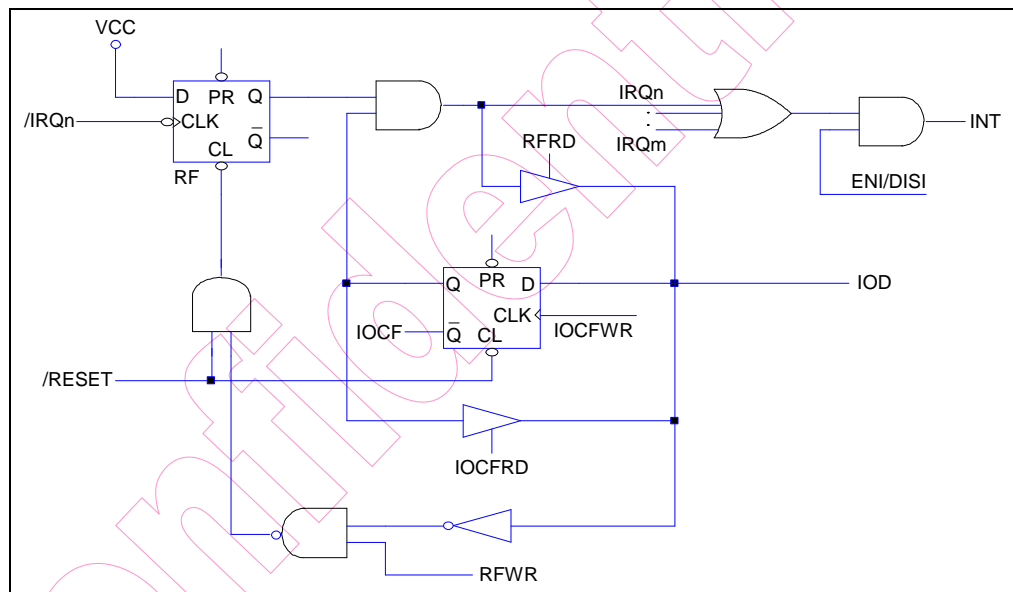 VCC
D
PR
Q
/IRQn
CLK
Q
CL
RF
IRQn
IRQm
INT
ENI/DISI
RFRD
Q
PR
D
IOD
CLK
IOCF
Q
CL
IOCFWR
/RESET
IOCFRD
RFWR